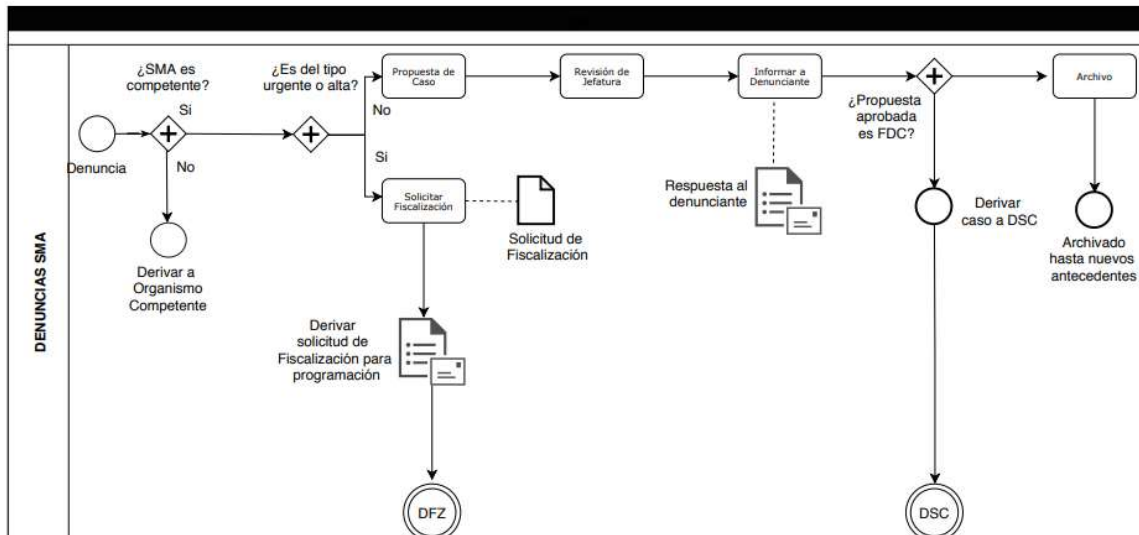 DENUNCIAS SMA
¿SMA es
competente?
Si
No
Denuncia
Derivar a
Organismo
Competente
¿Es del tipo
urgente o alta?
No
Si
Propuesta de
Caso
Revisión de
Jefatura
Informar a
Denunciante
¿Propuesta
aprobada
es FDC?
Archivo
Solicitar
Fiscalización
Solicitud de
Fiscalización
Respuesta al
denunciante
Derivar
caso a DSC
Archivado
hasta nuevos
antecedentes
Derivar
solicitud de
Fiscalización para
programación
DFZ
DSC